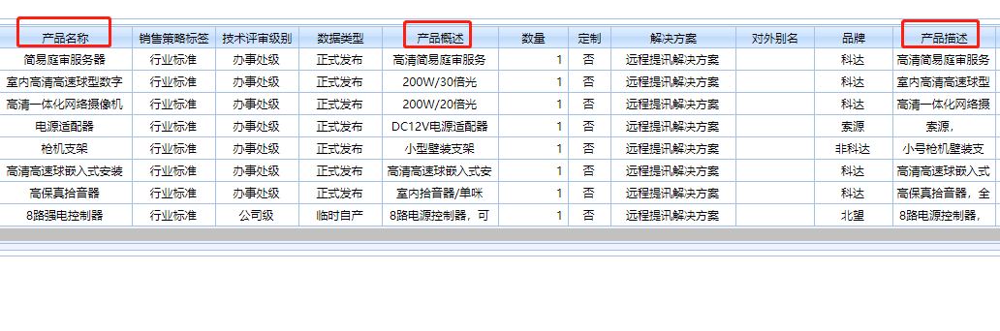 产品名称 销售策略标签 技术评审级别 数据类型 产品概述 数量 定制 解决方案 对外别名 品牌 产品描述
简易庭审服务器 行业标准 办事处级 正式发布 高清简易庭审服务 1 否 远程提讯解决方案 科达 高清简易庭审服务
室内高清高速球型数字 行业标准 办事处级 正式发布 200W/30倍光 1 否 远程提讯解决方案 科达 室内高清高速球型
高清一体化网络摄像机 行业标准 办事处级 正式发布 200W/20倍光 1 否 远程提讯解决方案 科达 高清一体化网络摄
电源适配器 行业标准 办事处级 正式发布 DC12V电源适配器 1 否 远程提讯解决方案 索源 索源，
枪机支架 行业标准 办事处级 正式发布 小型壁装支架 1 否 远程提讯解决方案 非科达 小号枪机壁装支
高清高速球嵌入式安装 行业标准 办事处级 正式发布 高清高速球嵌入式安 1 否 远程提讯解决方案 科达 高清高速球嵌入式
高保真拾音器 行业标准 办事处级 正式发布 室内拾音器/单咪 1 否 远程提讯解决方案 科达 高保真拾音器，全
8路强电控制器 行业标准 公司级 临时自产 8路电源控制器，可 1 否 远程提讯解决方案 北望 8路电源控制器，